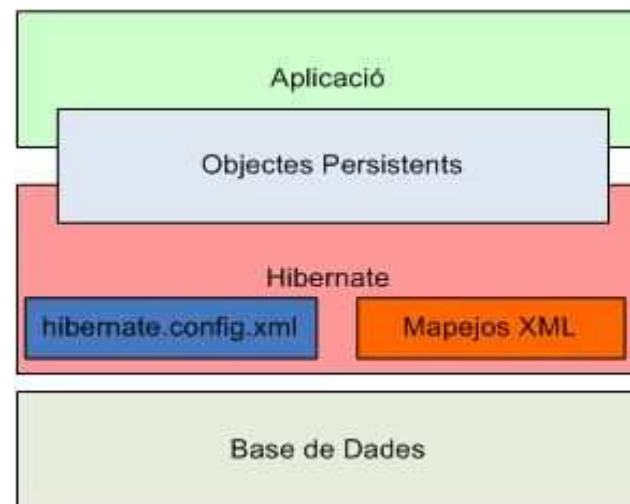 Aplicació
Objectes Persistents
Hibernate
hibernate.config.xml
Mapejos XML
Base de Dades